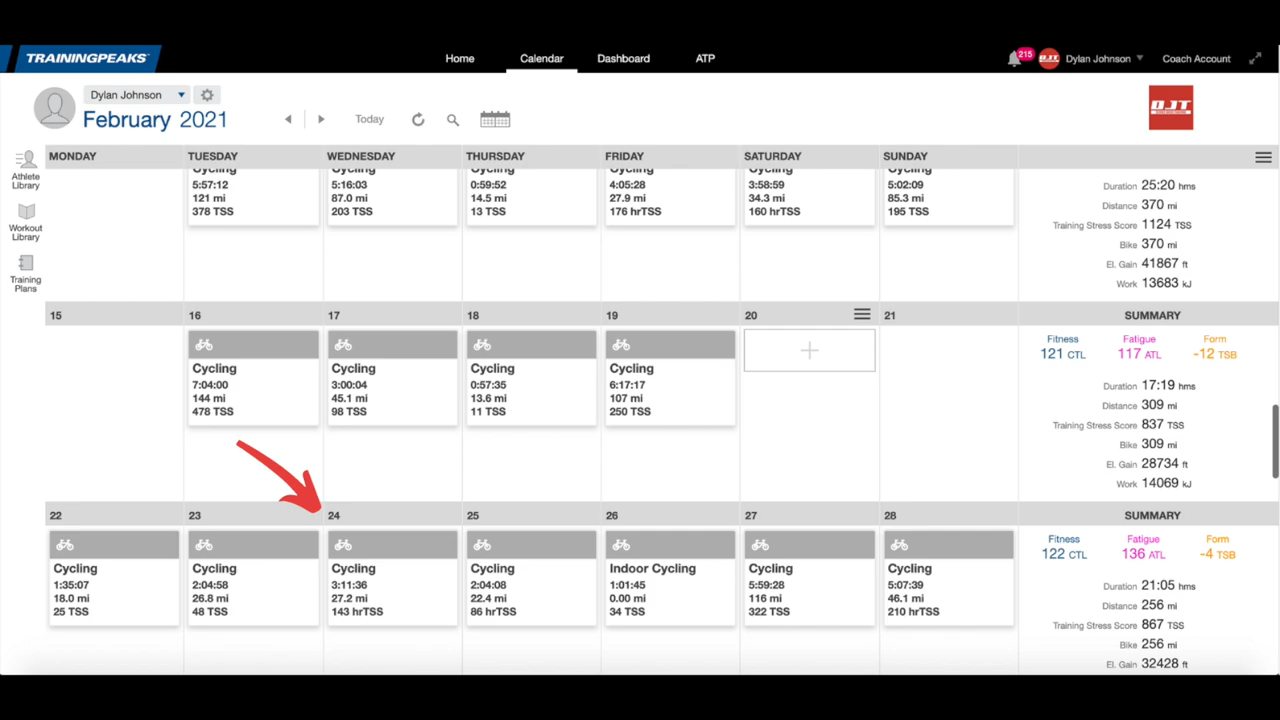 TRAININGPEAKS
Home
Calendar
Dashboard
ATP
215
DJT
Dylan Johnson
Coach Account
Dylan Johnson
February 2021
Today
DJT
MONDAY
TUESDAY
WEDNESDAY
THURSDAY
FRIDAY
SATURDAY
SUNDAY
Athlete
Library
Workout
Library
Training
Plans
Cycling
5:57:12
121 mi
378 TSS
Cycling
5:16:03
87.0 mi
203 TSS
Cycling
0:59:52
14.5 mi
13 TSS
Cycling
4:05:28
27.9 mi
176 hrTSS
Cycling
3:58:59
34.3 mi
160 hrTSS
Cycling
5:02:09
85.3 mi
195 TSS
Duration 25:20 hms
Distance 370 mi
Training Stress Score 1124 TSS
Bike 370 mi
El. Gain 41867 ft
Work 13683 kJ
15
16
17
18
19
20
21
SUMMARY
Cycling
7:04:00
144 mi
478 TSS
Cycling
3:00:04
45.1 mi
98 TSS
Cycling
0:57:35
13.6 mi
11 TSS
Cycling
6:17:17
107 mi
250 TSS
Fitness
121 CTL
Fatigue
117 ATL
Form
-12 TSB
Duration 17:19 hms
Distance 309 mi
Training Stress Score 837 TSS
Bike 309 mi
El. Gain 28734 ft
Work 14069 kJ
22
23
24
25
26
27
28
SUMMARY
Cycling
1:35:07
18.0 mi
25 TSS
Cycling
2:04:58
26.8 mi
48 TSS
Cycling
3:11:36
27.2 mi
143 hrTSS
Cycling
2:04:08
22.4 mi
86 hrTSS
Indoor Cycling
1:01:45
0.00 mi
34 TSS
Cycling
5:59:28
116 mi
322 TSS
Cycling
5:07:39
46.1 mi
210 hrTSS
Fitness
122 CTL
Fatigue
136 ATL
Form
-4 TSB
Duration 21:05 hms
Distance 256 mi
Training Stress Score 867 TSS
Bike 256 mi
El. Gain 32428 ft